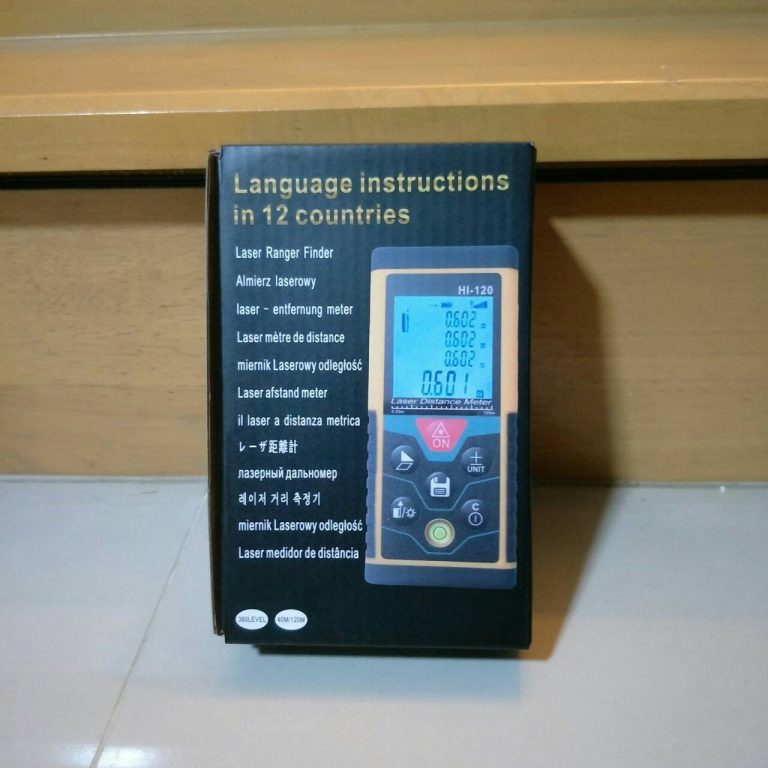 Language instructions
in 12 countries
Laser Ranger Finder
Almierz laserowy
laser - entfernung meter
Laser mètre de distance
miernik Laserowy odległość
Laser afstand meter
il laser a distanza metrica
レーザ距離計
лазерный дальномер
레이저 거리 측정기
miernik Laserowy odległość
Laser medidor de distância
360LEVEL
40M/120M
HI-120
0.602
0.602
0.602
0.601
Laser Distance Meter
ON
UNIT
C